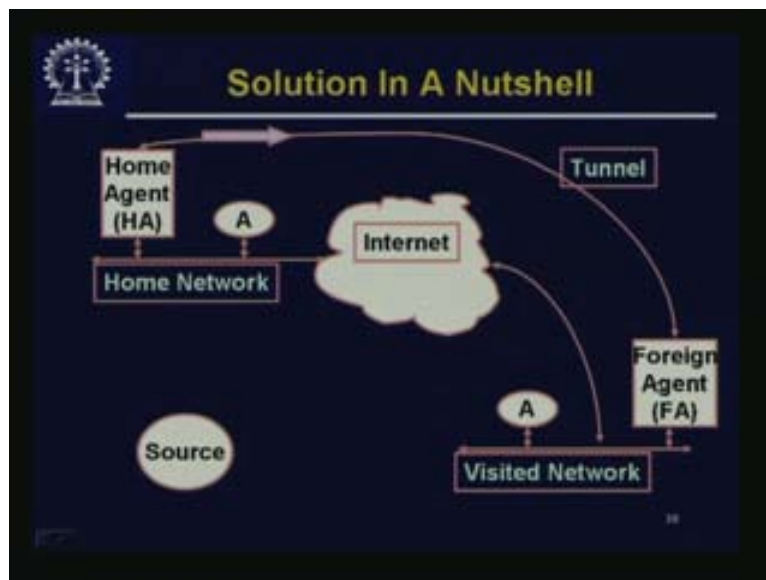 Solution In A Nutshell
Home
Agent
(HA)
A
Tunnel
Internet
Home Network
Foreign
Agent
(FA)
A
Source
Visited Network